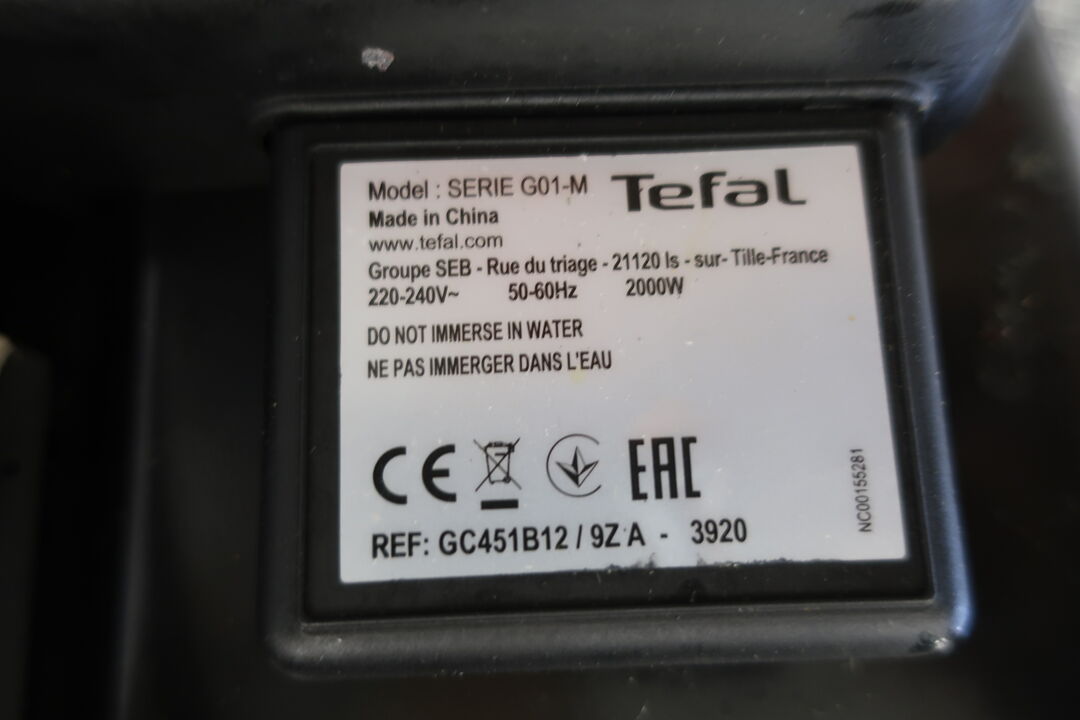 Model : SERIE G01-M Tefal
Made in China
www.tefal.com
Groupe SEB - Rue du triage - 21120 Is - sur- Tille-France
220-240V~ 50-60Hz 2000W
DO NOT IMMERSE IN WATER
NE PAS IMMERGER DANS L'EAU
CE EAC
REF: GC451B12 / 9Z A - 3920
NC00155281